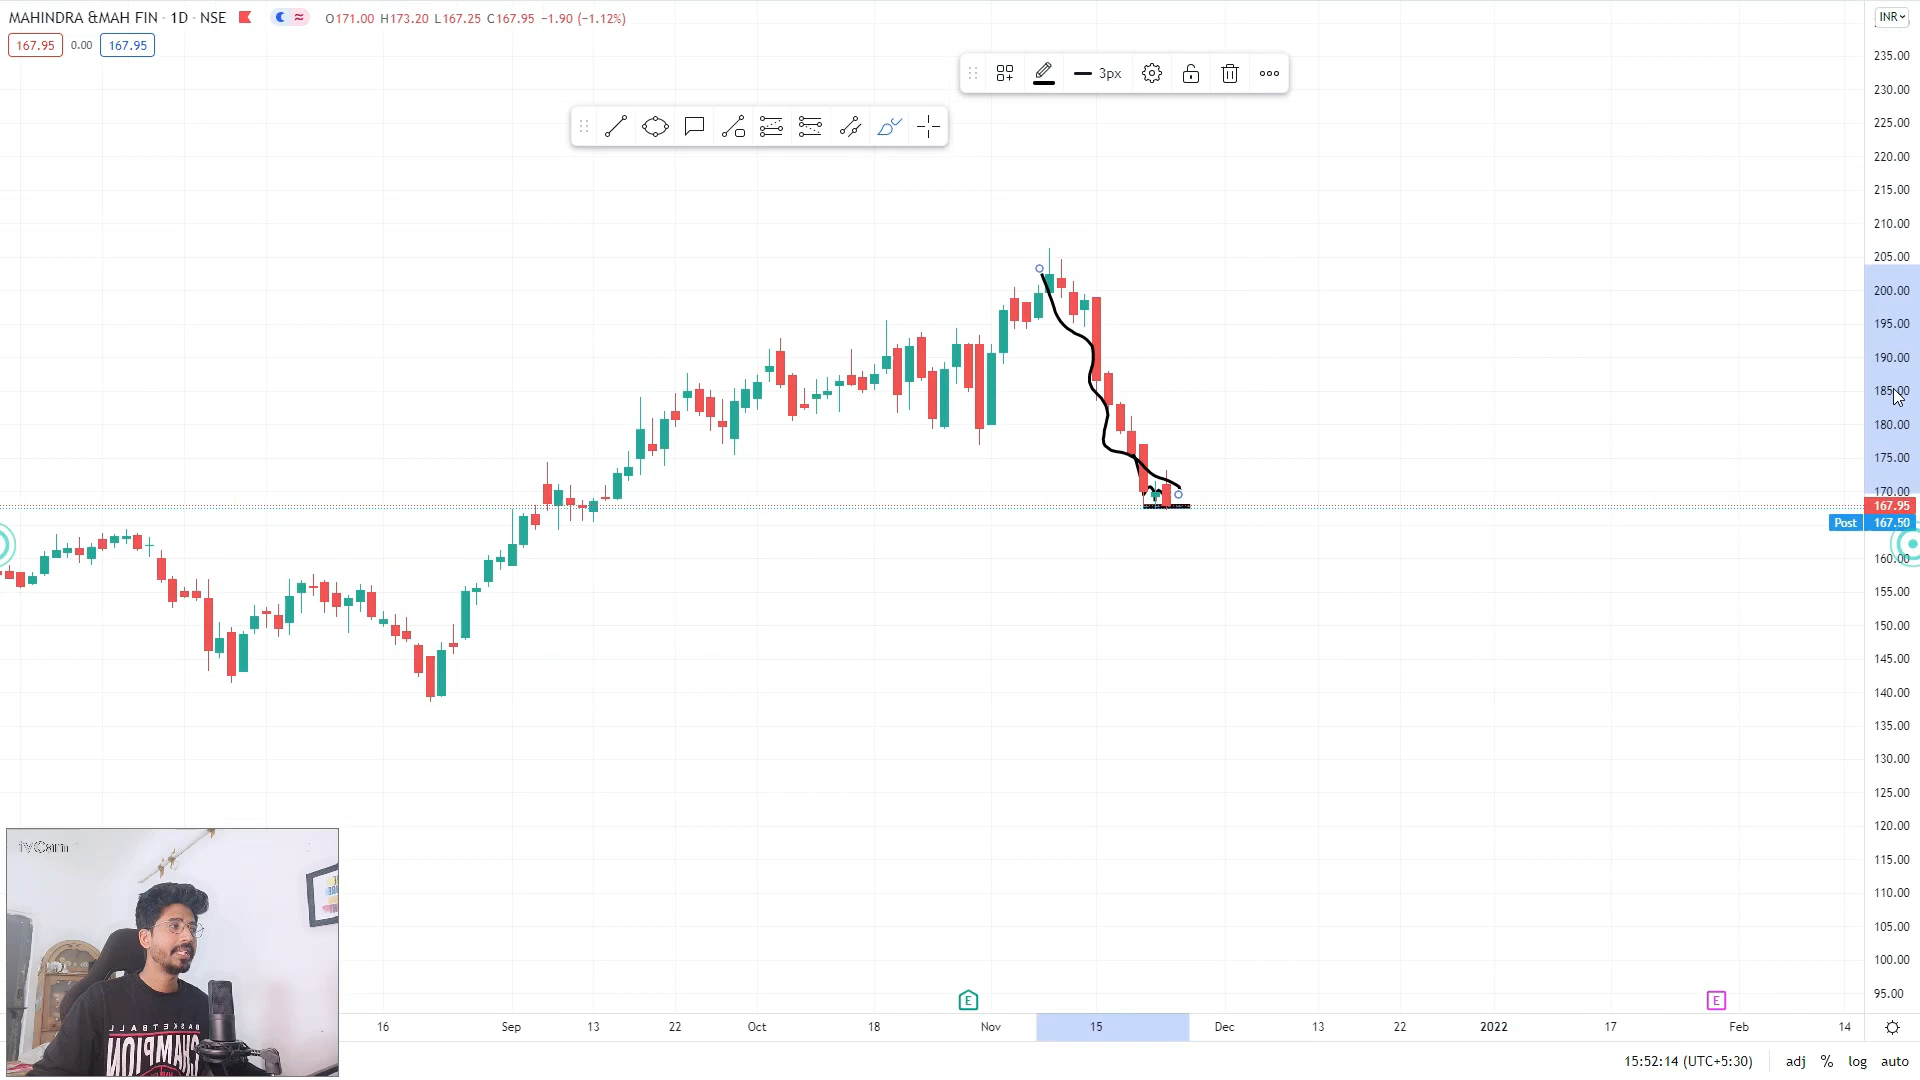 MAHINDRA &MAH FIN · 1D · NSE O171.00 H173.20 L167.25 C167.95 −1.90 (−1.12%)
INR
167.95 0.00 167.95
3px
235.00
230.00
225.00
220.00
215.00
210.00
205.00
200.00
195.00
190.00
185.00
180.00
175.00
170.00
167.95
Post 167.50
160.00
155.00
150.00
145.00
140.00
135.00
130.00
125.00
120.00
115.00
110.00
105.00
100.00
95.00
iVCam
BASKETBALL
CHAMPION
E E
16 Sep 13 22 Oct 18 Nov 15 Dec 13 22 2022 17 Feb 14
15:52:14 (UTC+5:30) adj % log auto